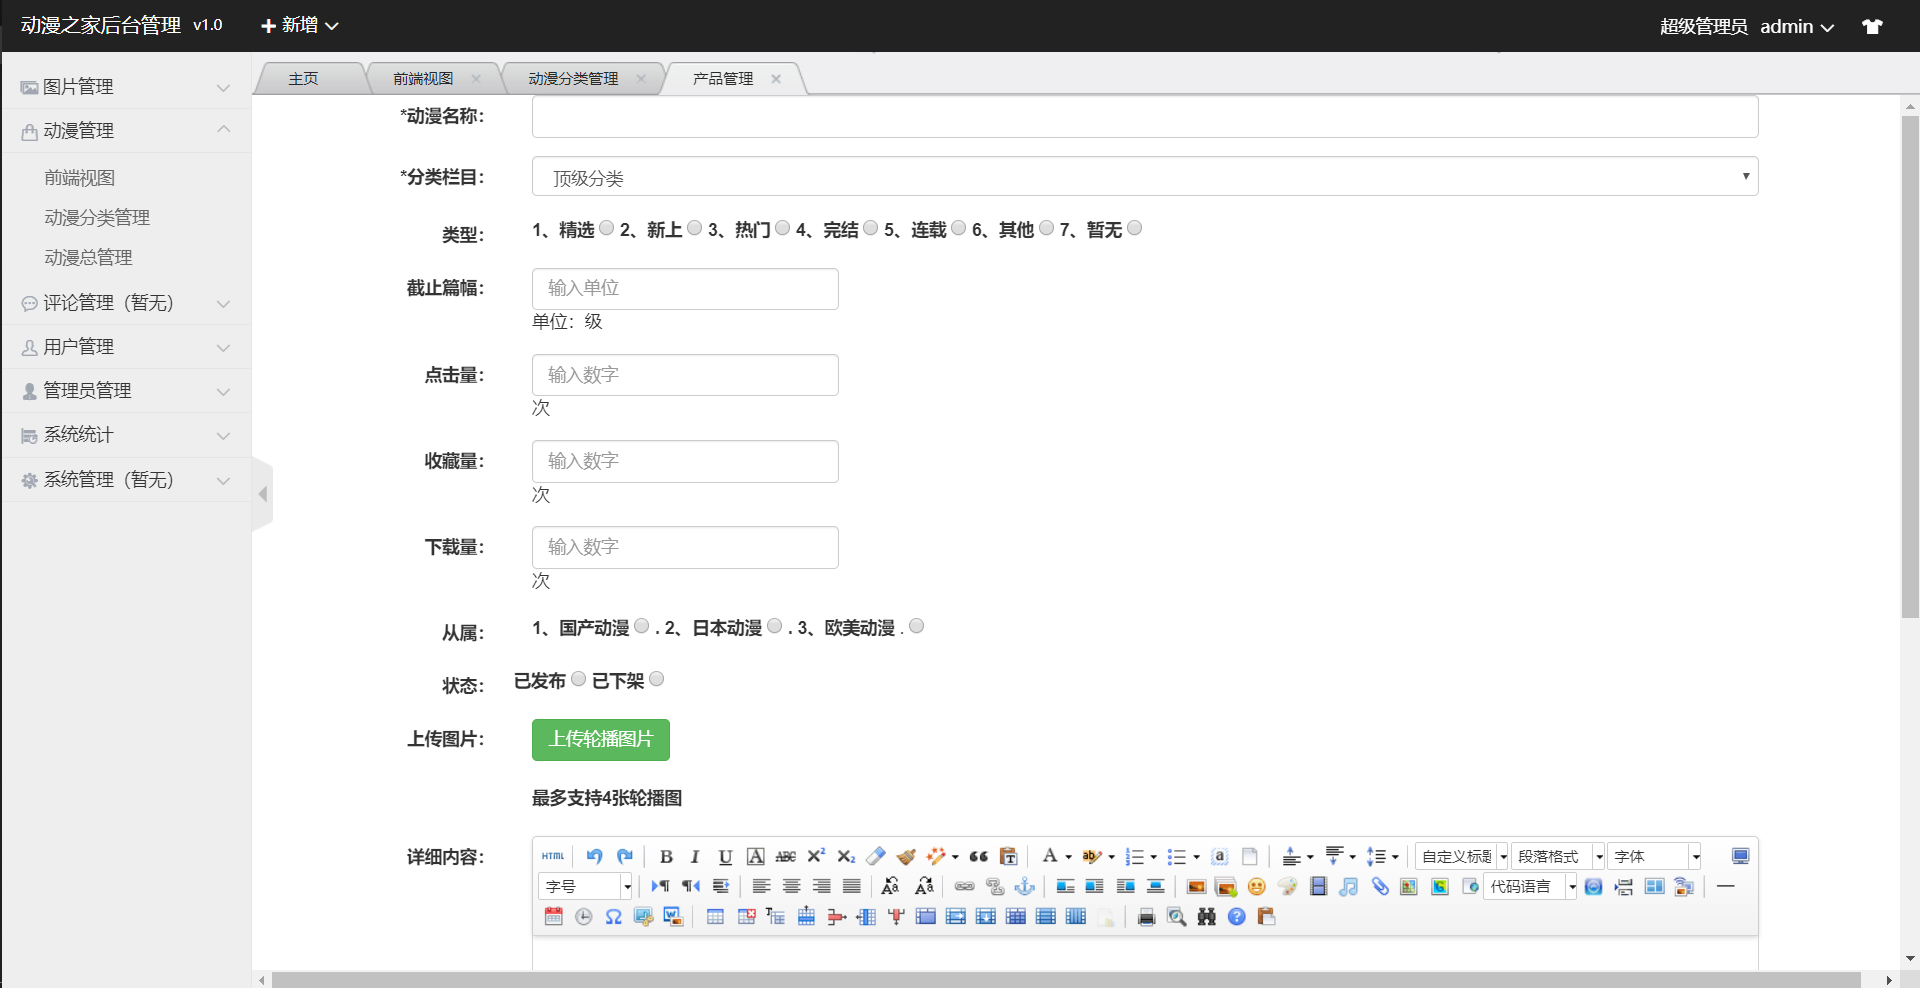 动漫之家后台管理 v1.0 新增 超级管理员 admin
图片管理
动漫管理
前端视图
动漫分类管理
动漫总管理
评论管理（暂无）
用户管理
管理员管理
系统统计
系统管理（暂无）
主页 前端视图 动漫分类管理 产品管理
*动漫名称：
*分类栏目： 顶级分类
类型： 1、精选 2、新上 3、热门 4、完结 5、连载 6、其他 7、暂无
截止篇幅： 输入单位
单位：级
点击量： 输入数字
次
收藏量： 输入数字
次
下载量： 输入数字
次
从属： 1、国产动漫 . 2、日本动漫 . 3、欧美动漫 .
状态： 已发布 已下架
上传图片： 上传轮播图片
最多支持4张轮播图
详细内容： HTML 自定义标题 段落格式 字体
字号 代码语言